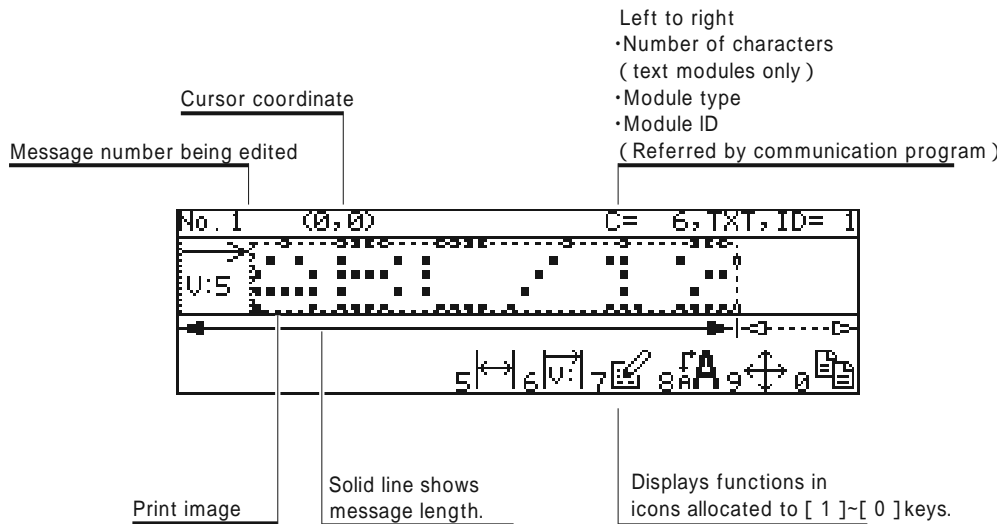 Left to right
・Number of characters
( text modules only )
・Module type
・Module ID
( Referred by communication program )
Cursor coordinate
Message number being edited
No. 1 (0,0) C= 6,TXT,ID= 1
V:5
5 6 V: 7 8 A A 9 0
Solid line shows
message length.
Displays functions in
icons allocated to [ 1 ]~[ 0 ] keys.
Print image